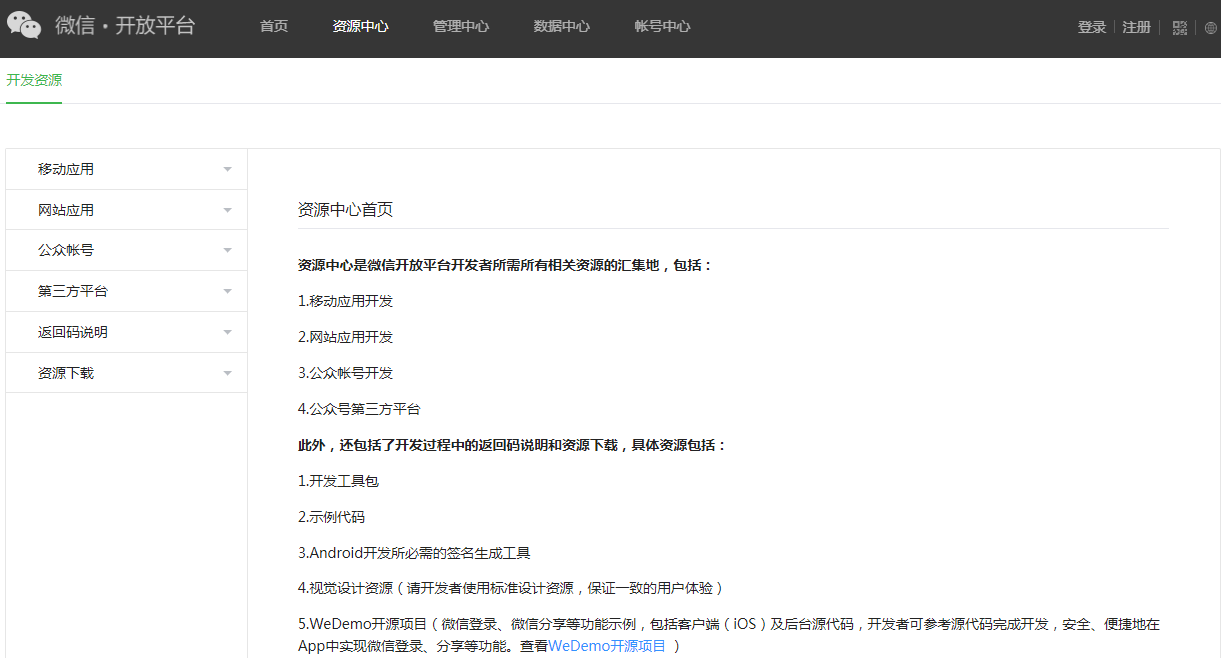 微信·开放平台 首页 资源中心 管理中心 数据中心 帐号中心 登录 注册
开发资源
移动应用
网站应用
公众帐号
第三方平台
返回码说明
资源下载
资源中心首页
资源中心是微信开放平台开发者所需所有相关资源的汇集地，包括：
1.移动应用开发
2.网站应用开发
3.公众帐号开发
4.公众号第三方平台
此外，还包括了开发过程中的返回码说明和资源下载，具体资源包括：
1.开发工具包
2.示例代码
3.Android开发所必需的签名生成工具
4.视觉设计资源（请开发者使用标准设计资源，保证一致的用户体验）
5.WeDemo开源项目（微信登录、微信分享等功能示例，包括客户端（iOS）及后台源代码，开发者可参考源代码完成开发，安全、便捷地在
App中实现微信登录、分享等功能。查看WeDemo开源项目 ）